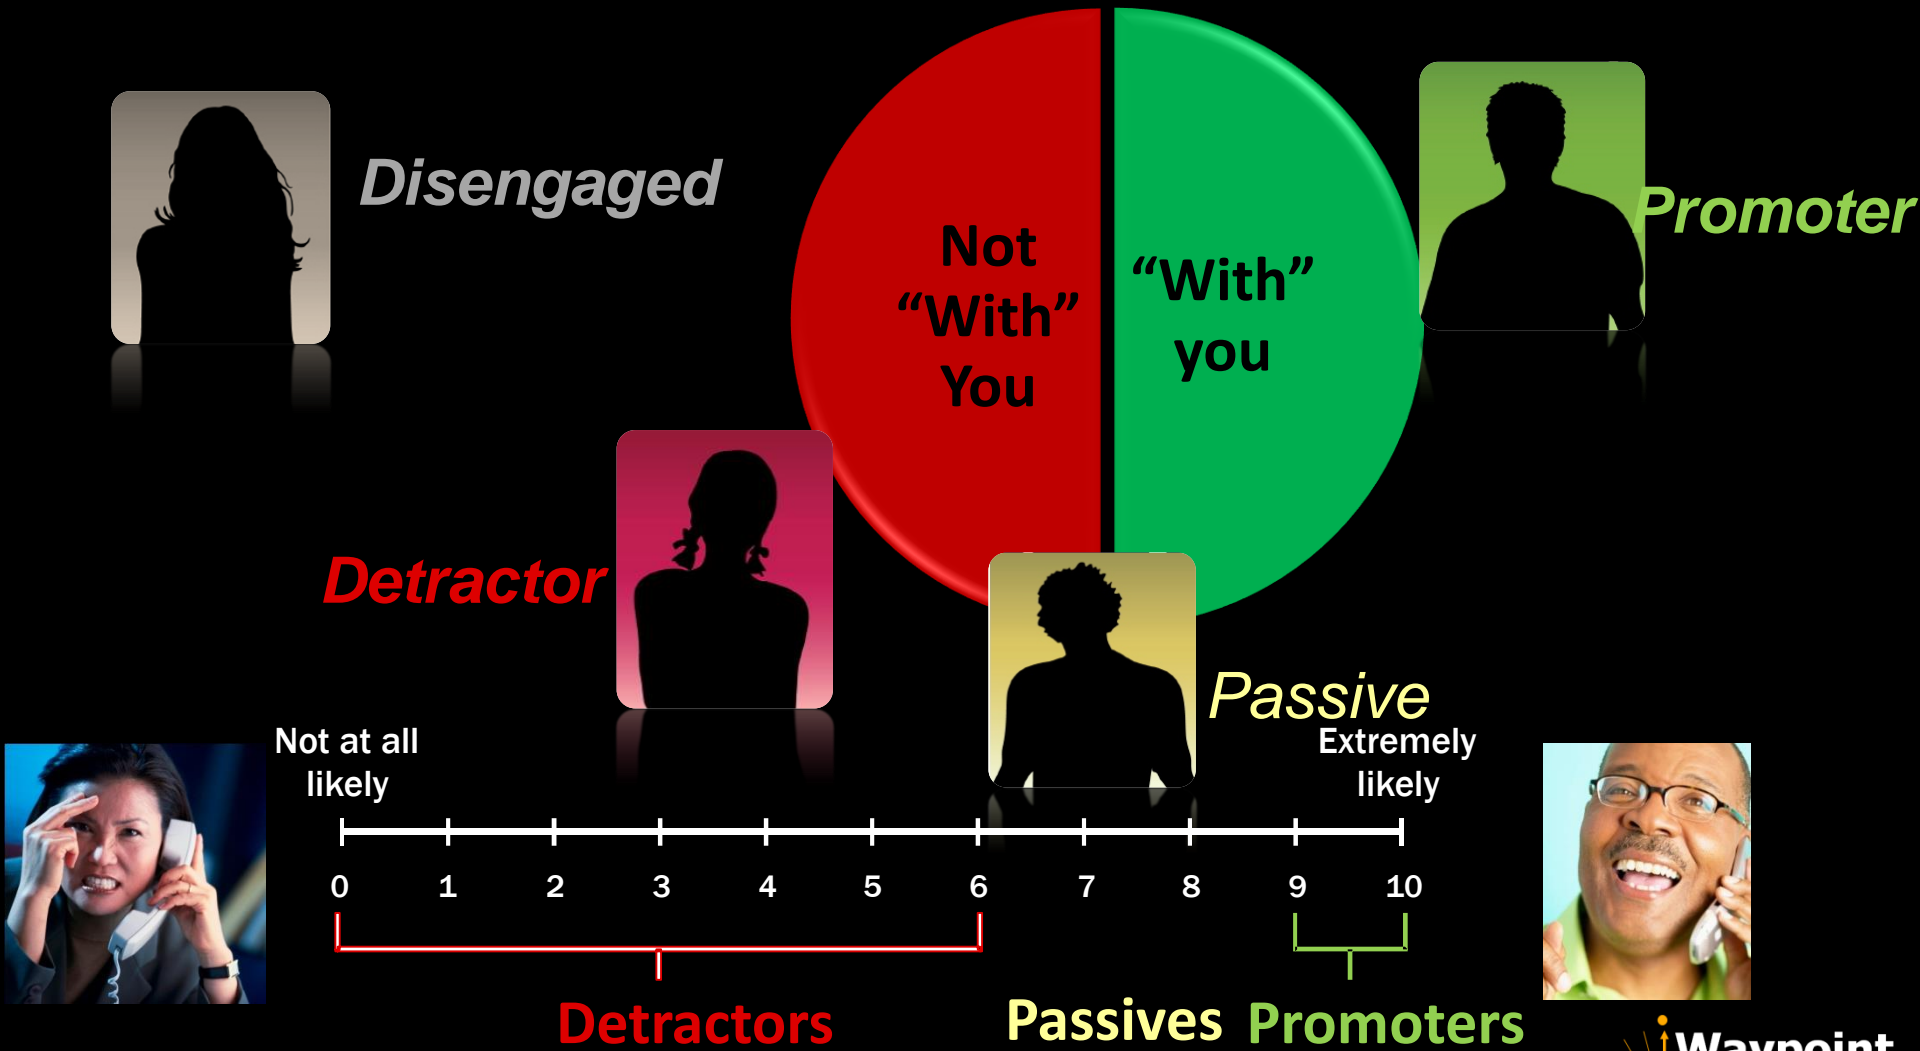 Disengaged
Promoter
Not
“With”
You
“With”
you
Detractor
Passive
Not at all
likely
Extremely
likely
0 1 2 3 4 5 6 7 8 9 10
Detractors Passives Promoters
Waypoint